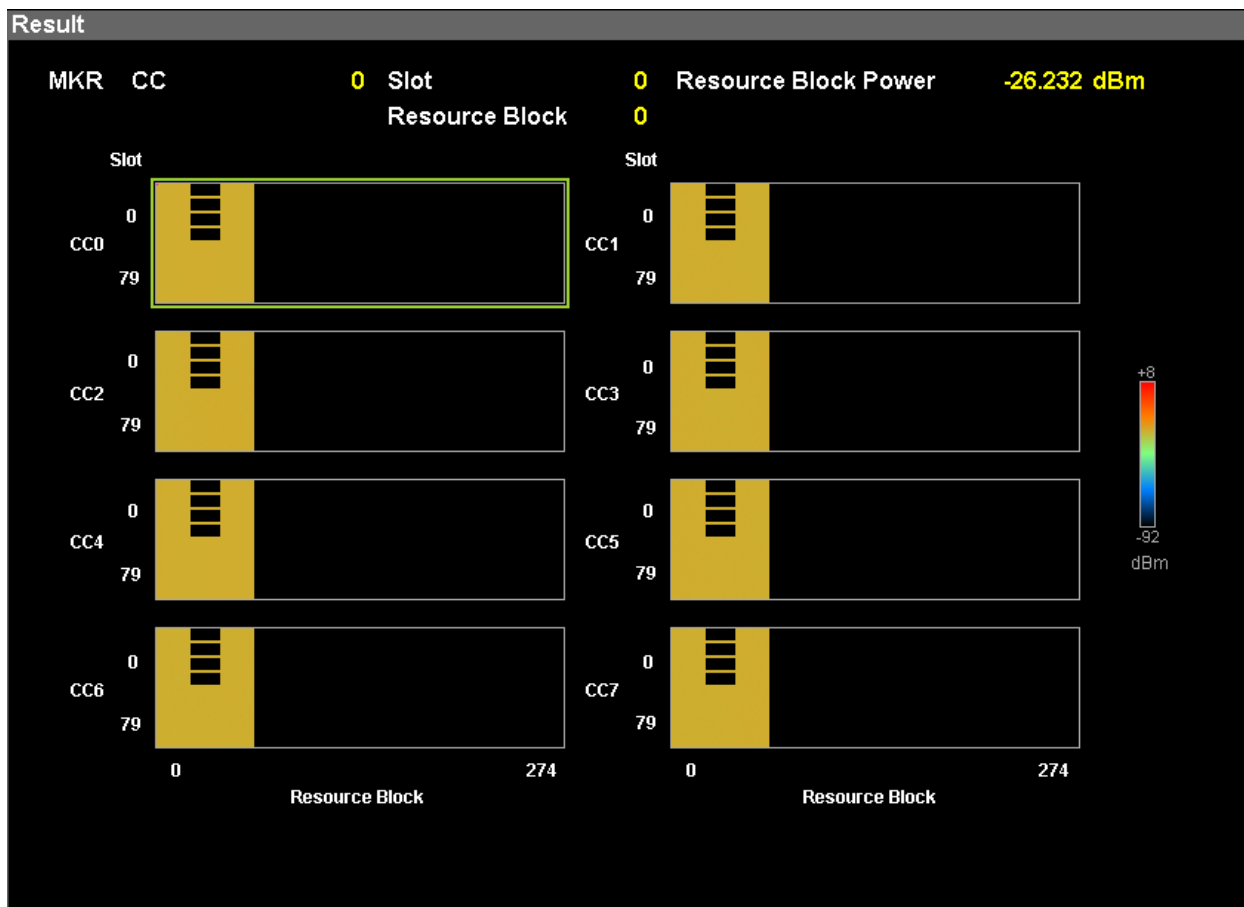 Result
MKR CC 0 Slot 0 Resource Block Power -26.232 dBm
Resource Block 0
Slot Slot
0 0
CC0 CC1
79 79
0 0
CC2 CC3
79 79
+8
-92
dBm
0 0
CC4 CC5
79 79
0 0
CC6 CC7
79 79
0 274 0 274
Resource Block Resource Block